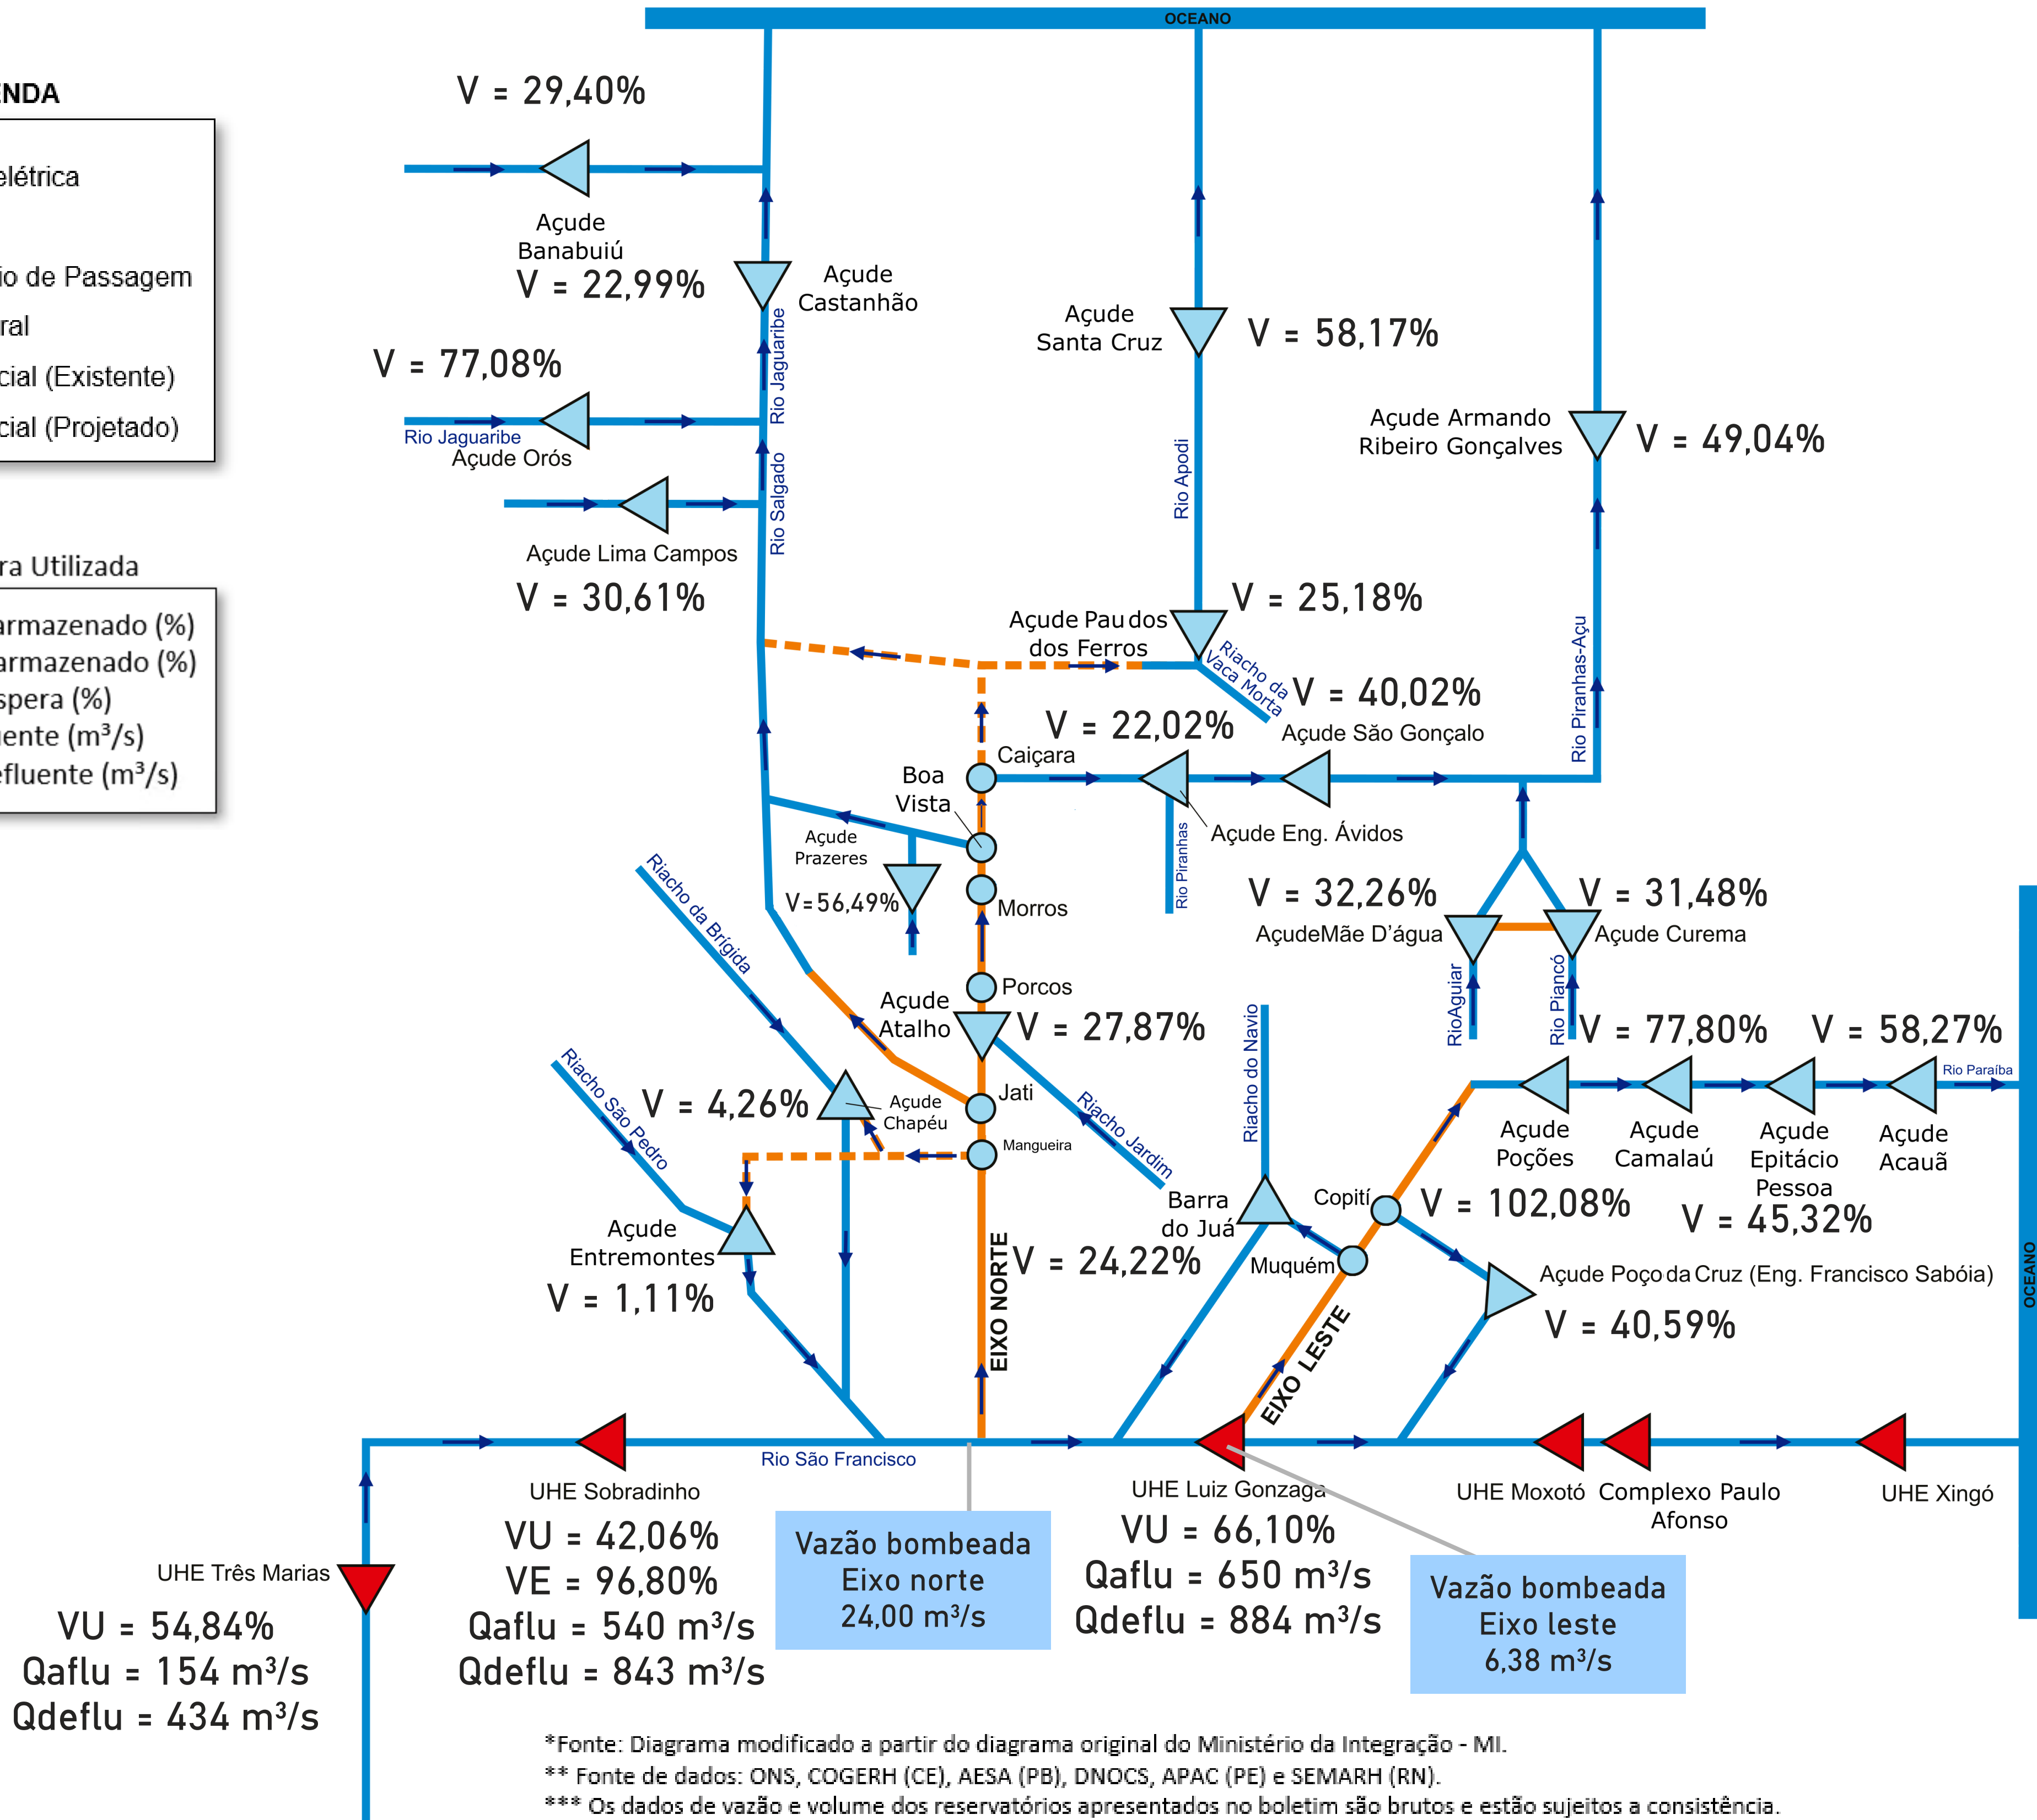 OCEANO
ENDA
elétrica
io de Passagem
ral
cial (Existente)
cial (Projetado)
ra Utilizada
armazenado (%)
armazenado (%)
spera (%)
uente (m³/s)
efluente (m³/s)
V = 29,40%
Açude
Banabuiú
V = 22,99%
Açude
Castanhão
Rio Jaguaribe
V = 77,08%
Rio Jaguaribe
Açude Orós
Rio Salgado
Açude Lima Campos
V = 30,61%
Açude
Santa Cruz
V = 58,17%
Rio Apodi
Açude Armando
Ribeiro Gonçalves
V = 49,04%
Rio Piranhas-Açu
Açude Pau dos
dos Ferros
V = 25,18%
Riacho da
Vaca Morta
V = 40,02%
Açude São Gonçalo
V = 22,02%
Caiçara
Boa
Vista
Açude Eng. Ávidos
Rio Piranhas
Açude
Prazeres
V = 56,49%
Morros
Riacho da Brígida
V = 32,26%
AçudeMãe D'água
V = 31,48%
Açude Curema
RioAguiar
Rio Piancó
Porcos
Açude
Atalho
V = 27,87%
Riacho São Pedro
V = 4,26%
Açude
Chapéu
Jati
Mangueira
Riacho Jardim
Riacho do Navio
V = 77,80%
V = 58,27%
Rio Paraíba
Açude
Poções
Açude
Camalaú
Açude
Epitácio
Pessoa
Açude
Acauã
V = 102,08%
V = 45,32%
Barra
do Juá
Copití
Muquém
V = 24,22%
Açude
Entremontes
V = 1,11%
EIXO NORTE
EIXO LESTE
Açude Poço da Cruz (Eng. Francisco Sabóia)
V = 40,59%
OCEANO
Rio São Francisco
UHE Sobradinho
VU = 42,06%
VE = 96,80%
Qaflu = 540 m³/s
Qdeflu = 843 m³/s
Vazão bombeada
Eixo norte
24,00 m³/s
UHE Luiz Gonzaga
VU = 66,10%
Qaflu = 650 m³/s
Qdeflu = 884 m³/s
Vazão bombeada
Eixo leste
6,38 m³/s
UHE Moxotó
Complexo Paulo
Afonso
UHE Xingó
UHE Três Marias
VU = 54,84%
Qaflu = 154 m³/s
Qdeflu = 434 m³/s
*Fonte: Diagrama modificado a partir do diagrama original do Ministério da Integração - MI.
** Fonte de dados: ONS, COGERH (CE), AESA (PB), DNOCS, APAC (PE) e SEMARH (RN).
*** Os dados de vazão e volume dos reservatórios apresentados no boletim são brutos e estão sujeitos a consistência.